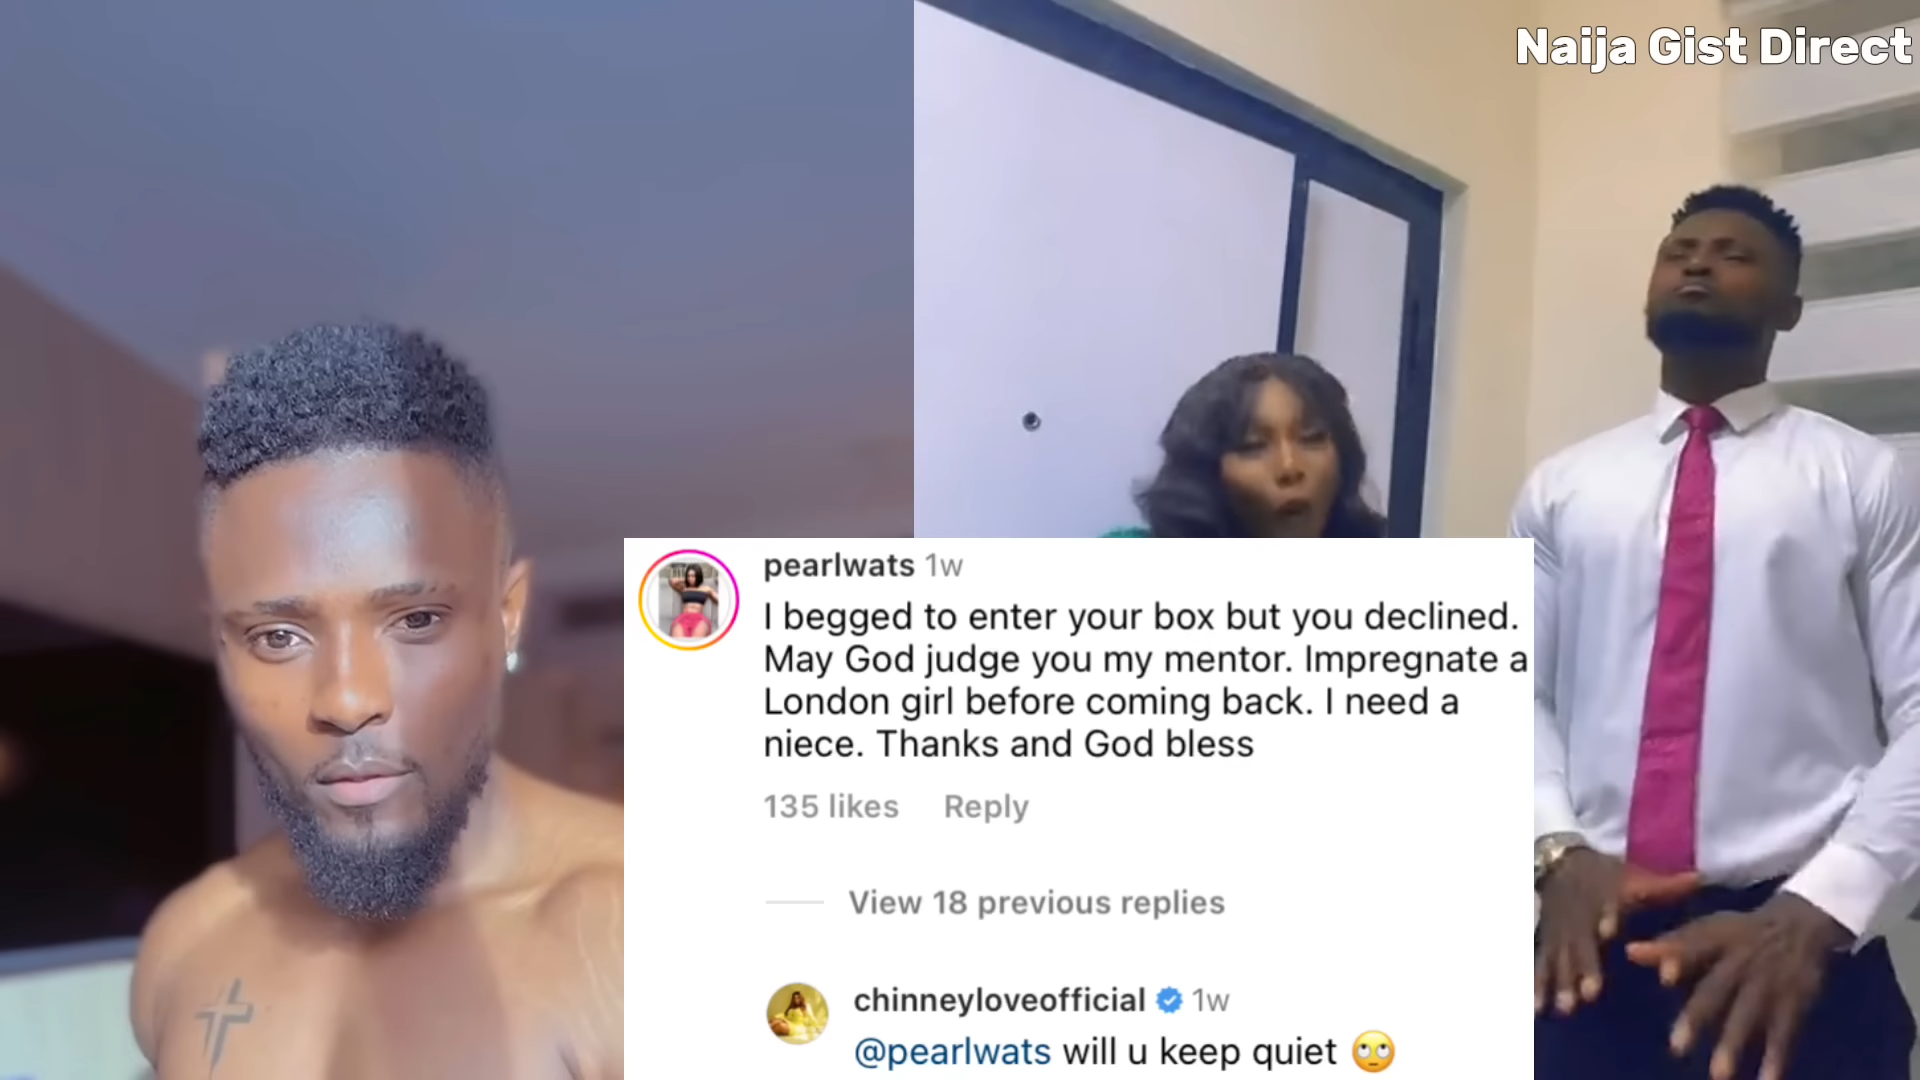 Naija Gist Direct
pearlwats 1w
I begged to enter your box but you declined.
May God judge you my mentor. Impregnate a
London girl before coming back. I need a
niece. Thanks and God bless
135 likes Reply
View 18 previous replies
chinneyloveofficial 1w
@pearlwats will u keep quiet 🙄